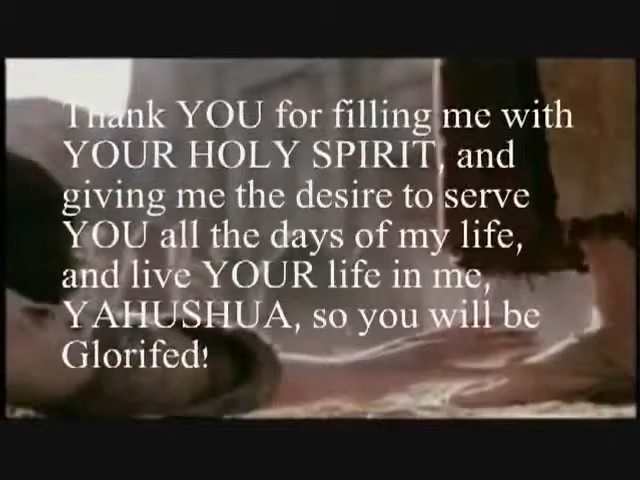 Thank YOU for filling me with
YOUR HOLY SPIRIT, and
giving me the desire to serve
YOU all the days of my life,
and live YOUR life in me,
YAHUSHUA, so you will be
Glorifed!